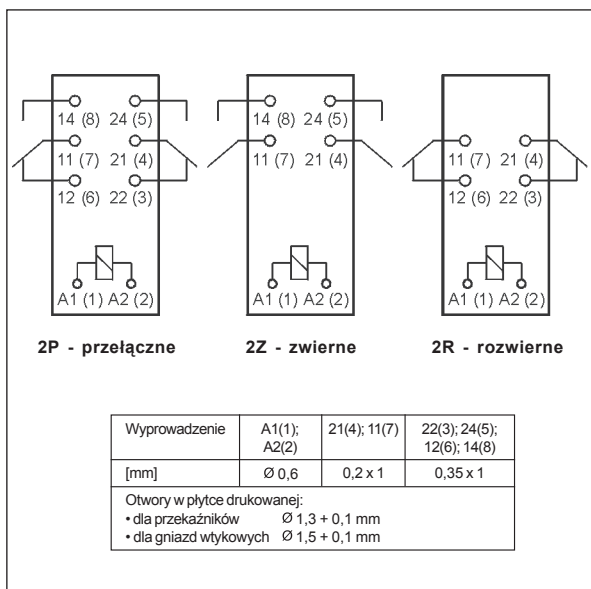 14 (8) 24 (5)
11 (7) 21 (4)
12 (6) 22 (3)
A1 (1) A2 (2)
2P - przełączne
14 (8) 24 (5)
11 (7) 21 (4)
A1 (1) A2 (2)
2Z - zwierne
11 (7) 21 (4)
12 (6) 22 (3)
A1 (1) A2 (2)
2R - rozwierne
Wyprowadzenie A1(1); A2(2) 21(4); 11(7) 22(3); 24(5); 12(6); 14(8)
[mm] Ø 0,6 0,2 x 1 0,35 x 1
Otwory w płytce drukowanej:
• dla przekaźników Ø 1,3 + 0,1 mm
• dla gniazd wtykowych Ø 1,5 + 0,1 mm